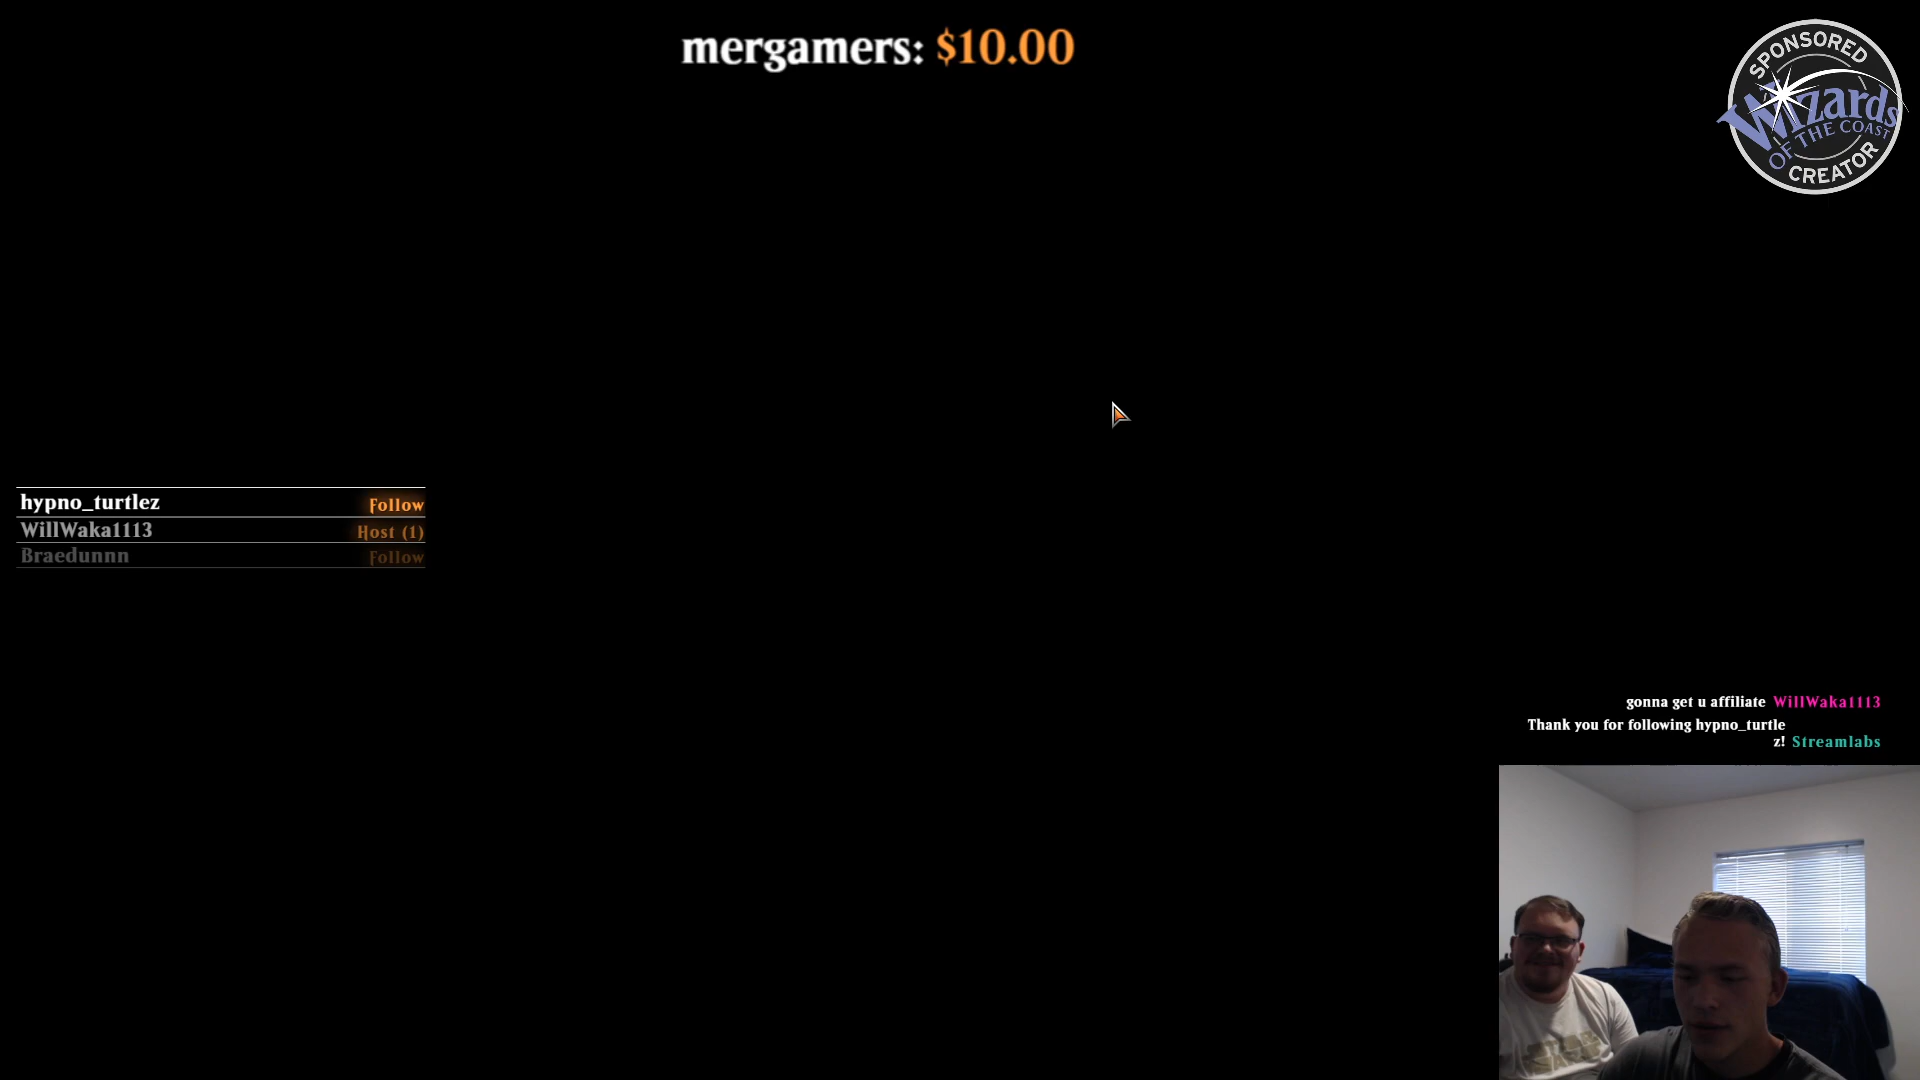 mergamers: $10.00
SPONSORED
Wizards
OF THE COAST
CREATOR
hypno_turtlez Follow
WillWaka1113 Host (1)
Braedunnn Follow
gonna get u affiliate WillWaka1113
Thank you for following hypno_turtle
z! Streamlabs